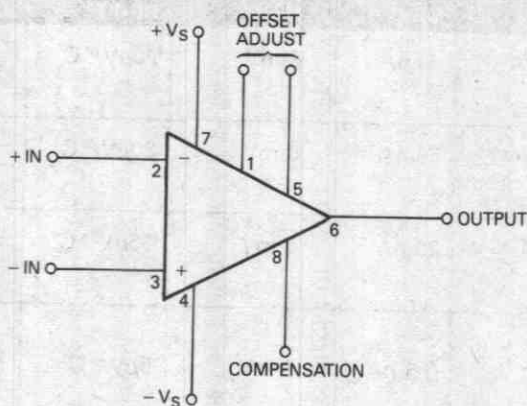 OFFSET
ADJUST
+VS
7
1
5
+ IN
2
−
6
OUTPUT
− IN
3
+
4
8
COMPENSATION
−VS